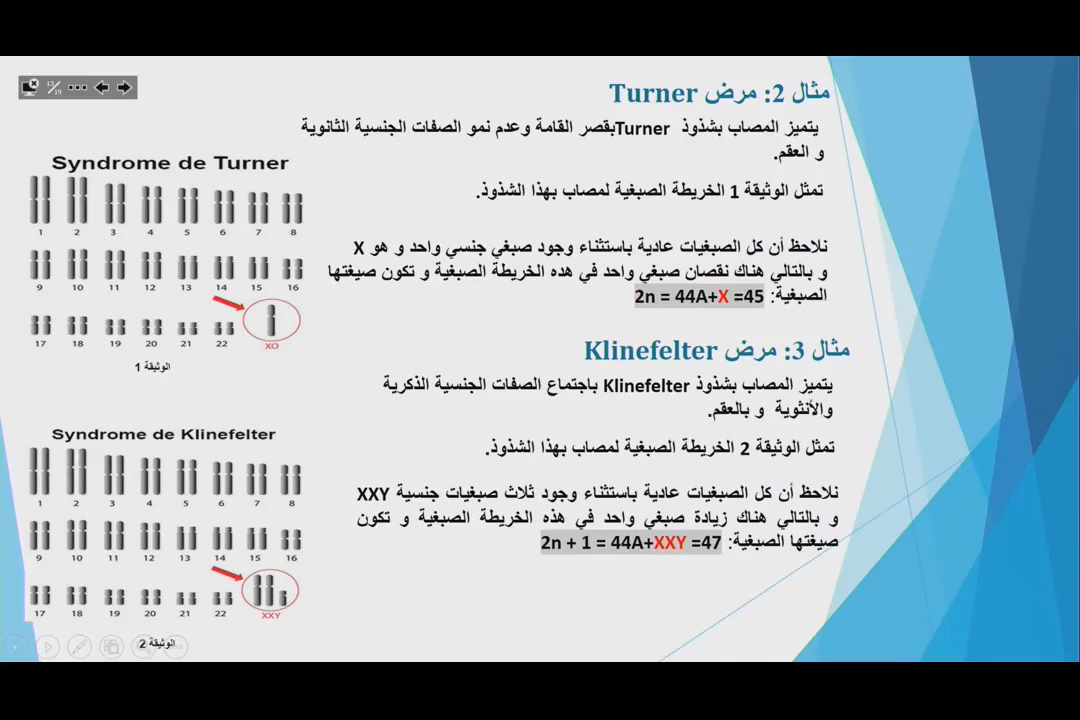 13/19
مثال 2: مرض Turner
يتميز المصاب بشذوذ Turnerبقصر القامة وعدم نمو الصفات الجنسية الثانوية
و العقم.
تمثل الوثيقة 1 الخريطة الصبغية لمصاب بهذا الشذوذ.
نلاحظ أن كل الصبغيات عادية باستثناء وجود صبغي جنسي واحد و هو X
و بالتالي هناك نقصان صبغي واحد في هده الخريطة الصبغية و تكون صيغتها
الصبغية: 2n = 44A+X =45
مثال 3: مرض Klinefelter
يتميز المصاب بشذوذ Klinefelter باجتماع الصفات الجنسية الذكرية
والأنثوية و بالعقم.
تمثل الوثيقة 2 الخريطة الصبغية لمصاب بهذا الشذوذ.
نلاحظ أن كل الصبغيات عادية باستثناء وجود ثلاث صبغيات جنسية XXY
و بالتالي هناك زيادة صبغي واحد في هذه الخريطة الصبغية و تكون
صيغتها الصبغية: 2n + 1 = 44A+XXY =47
Syndrome de Turner
1 2 3 4 5 6 7 8
9 10 11 12 13 14 15 16
17 18 19 20 21 22 XO
الوثيقة 1
Syndrome de Klinefelter
1 2 3 4 5 6 7 8
9 10 11 12 13 14 15 16
17 18 19 20 21 22 XXY
الوثيقة 2